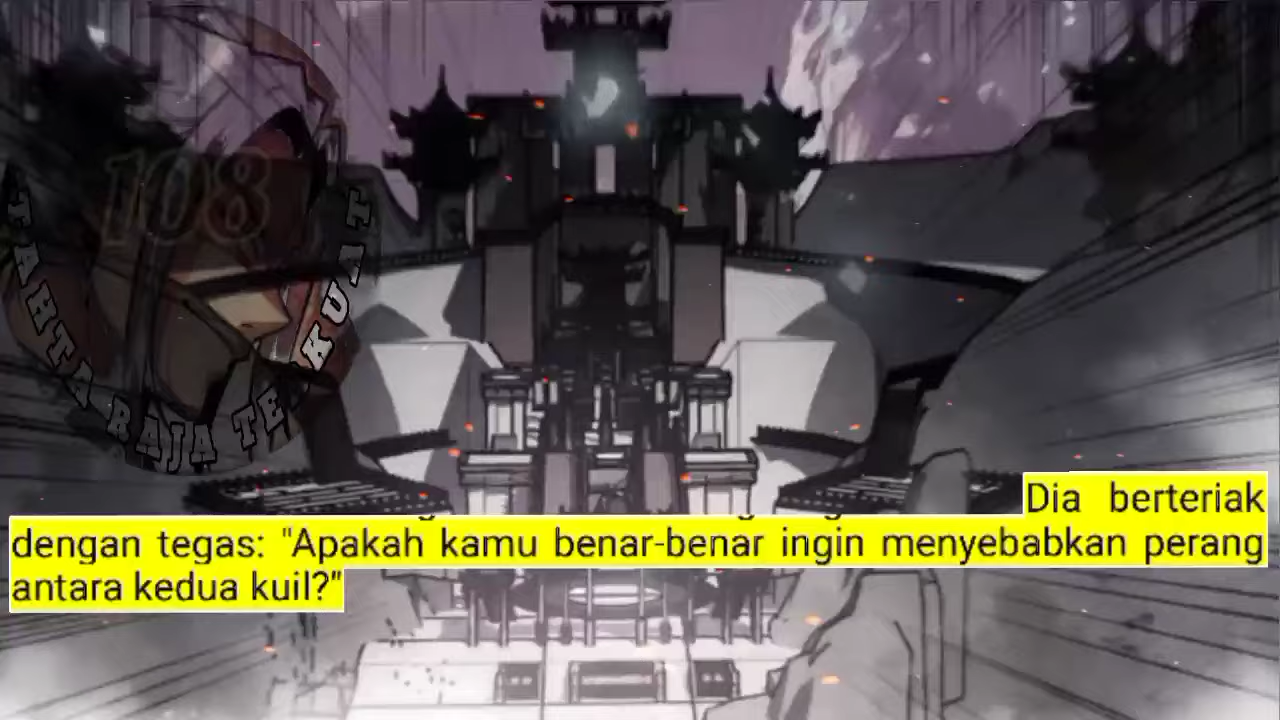 108
TAHTA RAJA TERKUAT
Dia berteriak
dengan tegas: "Apakah kamu benar-benar ingin menyebabkan perang
antara kedua kuil?"